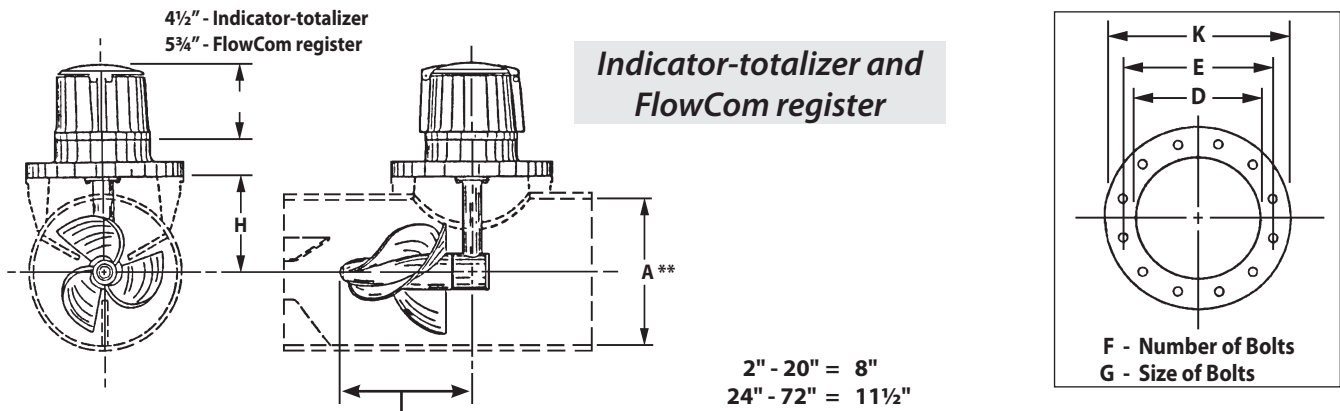 4½" - Indicator-totalizer
5¾" - FlowCom register
Indicator-totalizer and
FlowCom register
K
E
D
H
A **
2" - 20" = 8"
24" - 72" = 11½"
F - Number of Bolts
G - Size of Bolts